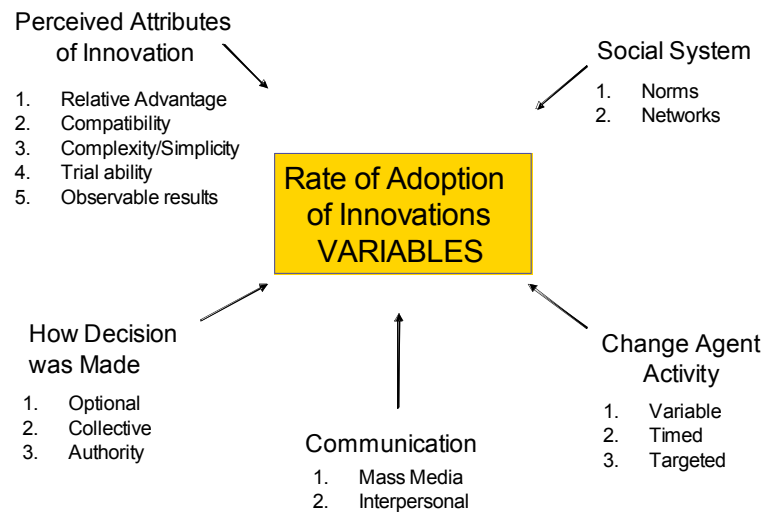 Perceived Attributes
of Innovation
1. Relative Advantage
2. Compatibility
3. Complexity/Simplicity
4. Trial ability
5. Observable results
Social System
1. Norms
2. Networks
Rate of Adoption
of Innovations
VARIABLES
How Decision
was Made
1. Optional
2. Collective
3. Authority
Communication
1. Mass Media
2. Interpersonal
Change Agent
Activity
1. Variable
2. Timed
3. Targeted